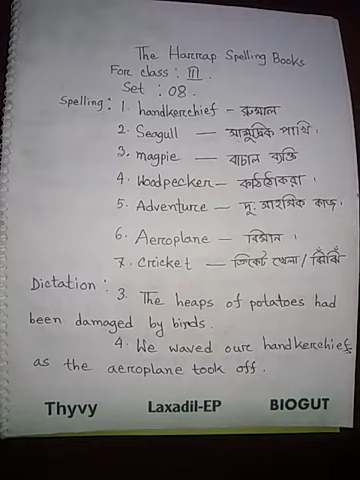 The Harrap Spelling Books
For class : III.
Set : 08.
Spelling : 1. handkerchief - রুমাল
2. Seagull — সামুদ্রিক পাখি।
3. magpie — বাচাল ব্যক্তি
4. Woodpecker - কাঠঠোকরা।
5. Adventure — দুঃসাহসিক কাজ।
6. Aeroplane — বিমান।
7. Cricket — ক্রিকেট খেলা / ঝিঁঝিঁ
Dictation : 3. The heaps of potatoes had
been damaged by birds.
4. We waved our handkerchiefs
as the aeroplane took off.
Thyvy Laxadil-EP BIOGUT